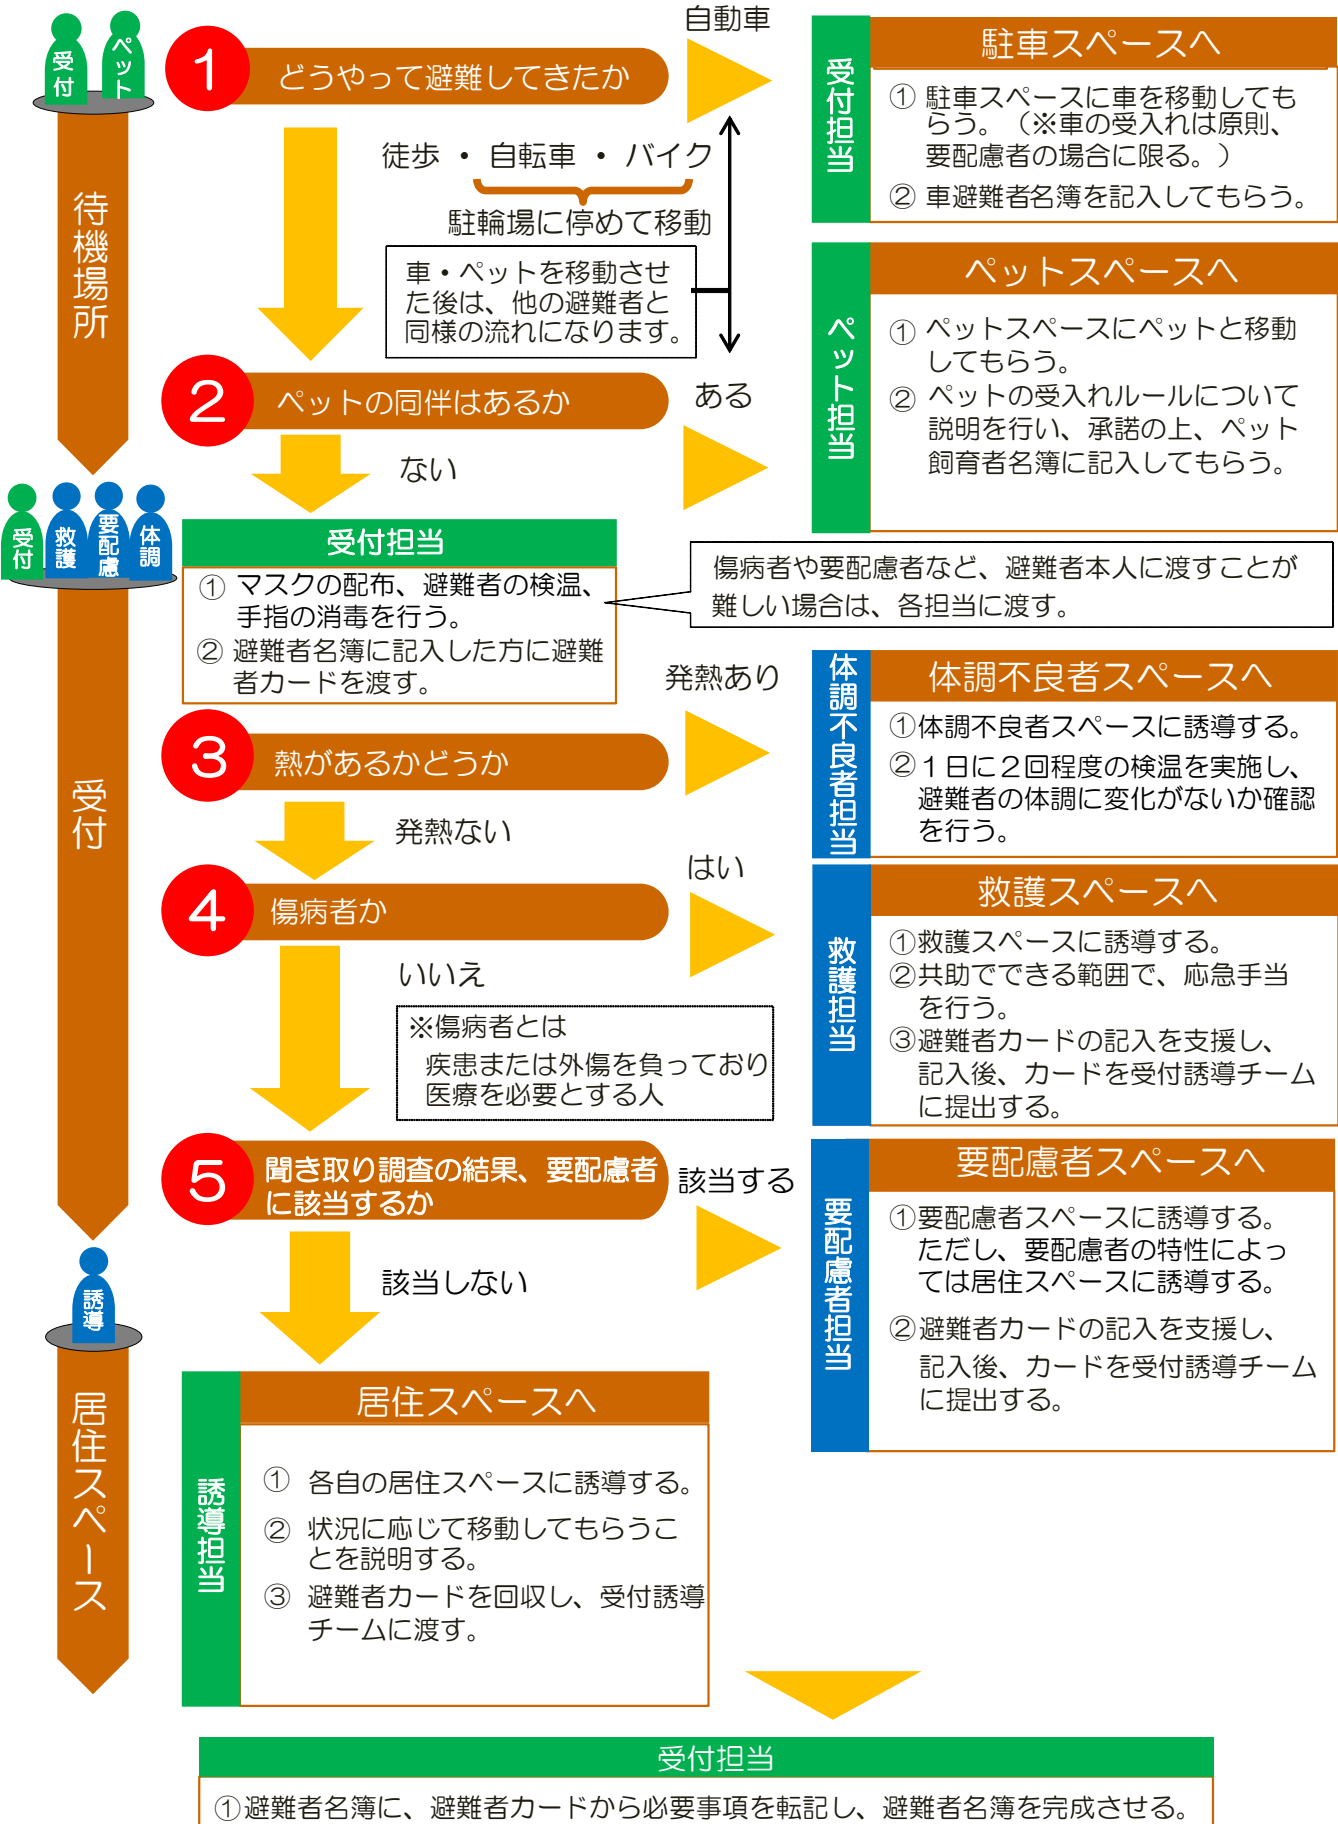 受付
ペット
1
どうやって避難してきたか
自動車
徒歩 ・ 自転車 ・ バイク
駐輪場に停めて移動
車・ペットを移動させ
た後は、他の避難者と
同様の流れになります。
受付担当
駐車スペースへ
① 駐車スペースに車を移動しても
らう。（※車の受入れは原則、
要配慮者の場合に限る。）
② 車避難者名簿を記入してもらう。
待機場所
2
ペットの同伴はあるか
ある
ない
ペット担当
ペットスペースへ
① ペットスペースにペットと移動
してもらう。
② ペットの受入れルールについて
説明を行い、承諾の上、ペット
飼育者名簿に記入してもらう。
受付
救護
要配慮
体調
受付担当
① マスクの配布、避難者の検温、
手指の消毒を行う。
② 避難者名簿に記入した方に避難
者カードを渡す。
傷病者や要配慮者など、避難者本人に渡すことが
難しい場合は、各担当に渡す。
受付
3
熱があるかどうか
発熱あり
発熱ない
体調不良者担当
体調不良者スペースへ
①体調不良者スペースに誘導する。
②１日に２回程度の検温を実施し、
避難者の体調に変化がないか確認
を行う。
4
傷病者か
はい
いいえ
※傷病者とは
疾患または外傷を負っており
医療を必要とする人
救護担当
救護スペースへ
①救護スペースに誘導する。
②共助でできる範囲で、応急手当
を行う。
③避難者カードの記入を支援し、
記入後、カードを受付誘導チーム
に提出する。
5
聞き取り調査の結果、要配慮者
に該当するか
該当する
該当しない
要配慮者担当
要配慮者スペースへ
①要配慮者スペースに誘導する。
ただし、要配慮者の特性によっ
ては居住スペースに誘導する。
②避難者カードの記入を支援し、
記入後、カードを受付誘導チーム
に提出する。
誘導
居住スペース
誘導担当
居住スペースへ
① 各自の居住スペースに誘導する。
② 状況に応じて移動してもらうこ
とを説明する。
③ 避難者カードを回収し、受付誘導
チームに渡す。
受付担当
①避難者名簿に、避難者カードから必要事項を転記し、避難者名簿を完成させる。